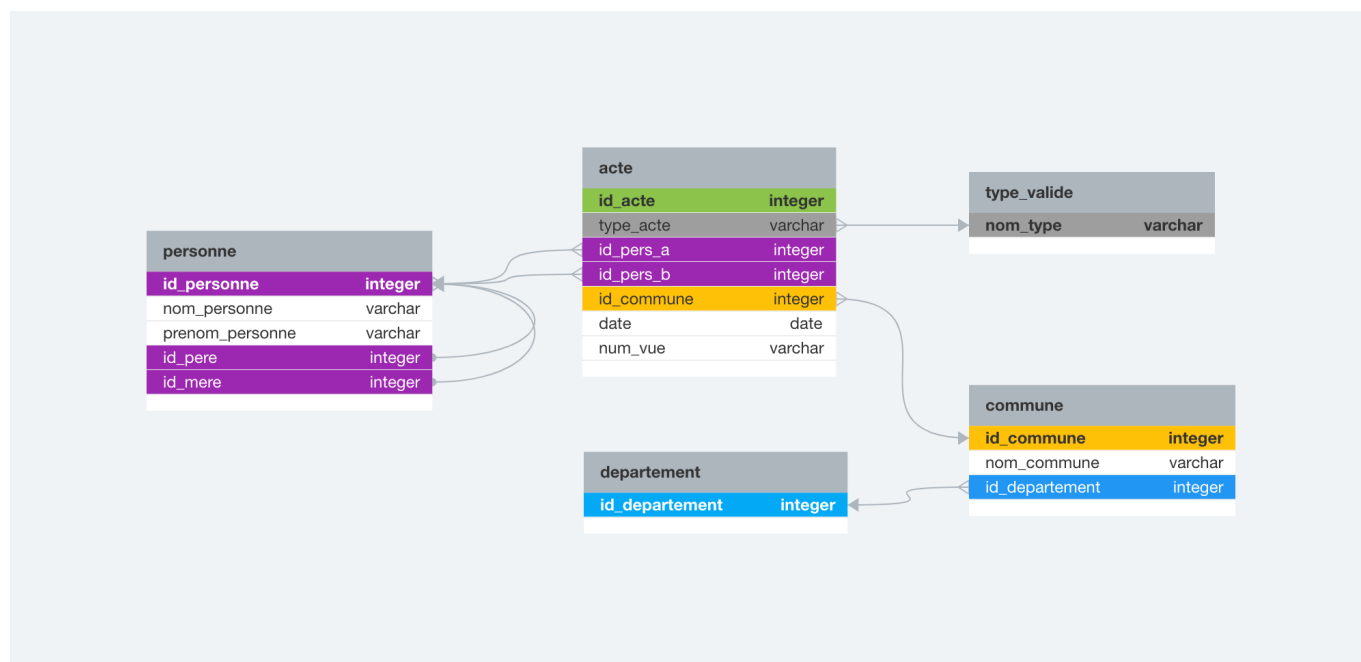 personne
id_personne integer
nom_personne varchar
prenom_personne varchar
id_pere integer
id_mere integer
acte
id_acte integer
type_acte varchar
id_pers_a integer
id_pers_b integer
id_commune integer
date date
num_vue varchar
type_valide
nom_type varchar
departement
id_departement integer
commune
id_commune integer
nom_commune varchar
id_departement integer